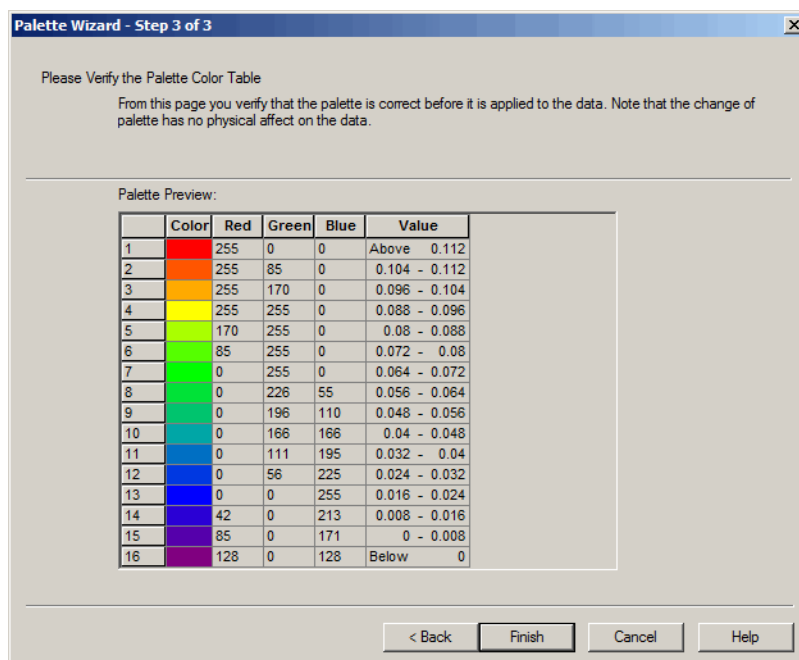 Palette Wizard - Step 3 of 3
Please Verify the Palette Color Table
From this page you verify that the palette is correct before it is applied to the data. Note that the change of
palette has no physical affect on the data.
Palette Preview:
Color Red Green Blue Value
1 255 0 0 Above 0.112
2 255 85 0 0.104 - 0.112
3 255 170 0 0.096 - 0.104
4 255 255 0 0.088 - 0.096
5 170 255 0 0.08 - 0.088
6 85 255 0 0.072 - 0.08
7 0 255 0 0.064 - 0.072
8 0 226 55 0.056 - 0.064
9 0 196 110 0.048 - 0.056
10 0 166 166 0.04 - 0.048
11 0 111 195 0.032 - 0.04
12 0 56 225 0.024 - 0.032
13 0 0 255 0.016 - 0.024
14 42 0 213 0.008 - 0.016
15 85 0 171 0 - 0.008
16 128 0 128 Below 0
< Back Finish Cancel Help